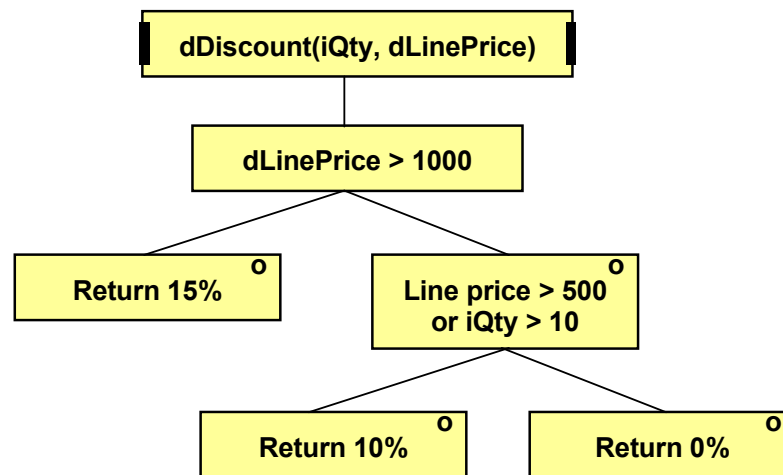 dDiscount(iQty, dLinePrice)
dLinePrice > 1000
o
Return 15%
o
Line price > 500
or iQty > 10
o
Return 10%
o
Return 0%